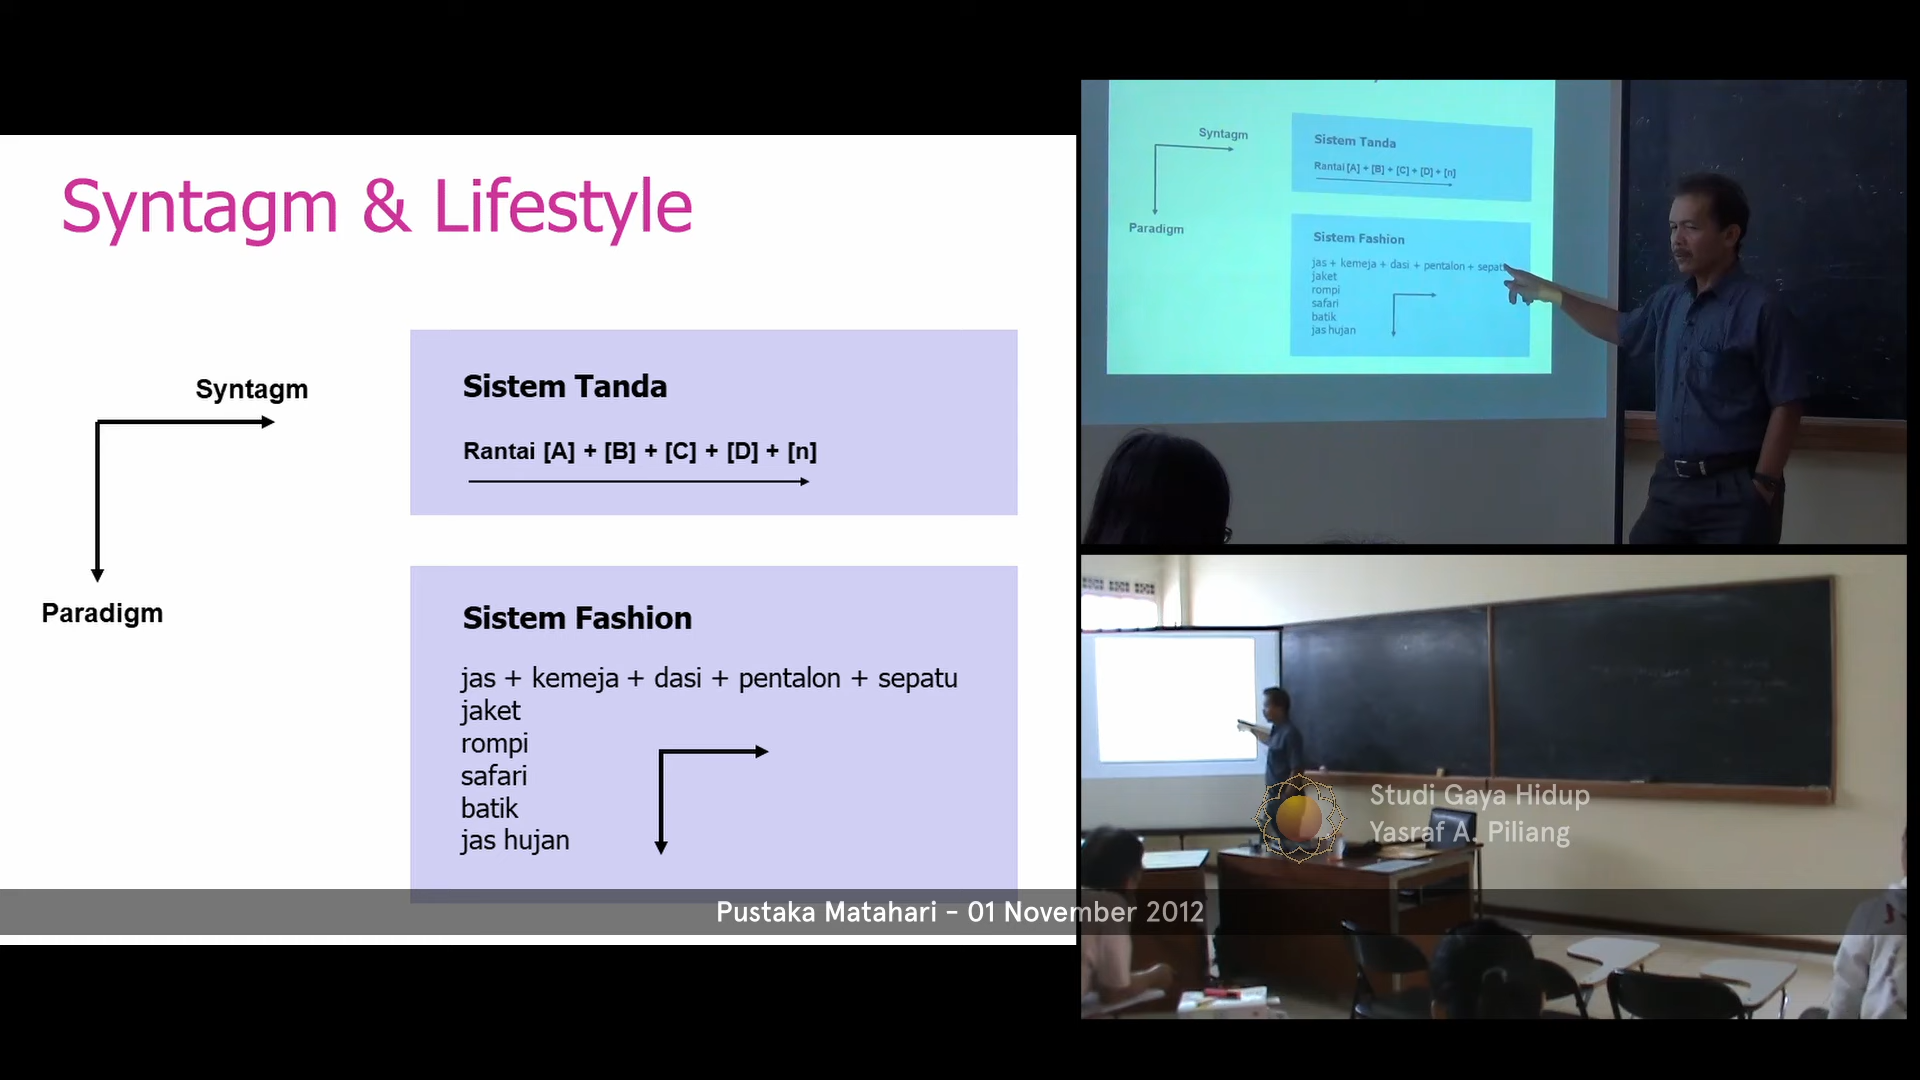 Syntagm & Lifestyle
Syntagm
Paradigm
Sistem Tanda
Rantai [A] + [B] + [C] + [D] + [n]
Sistem Fashion
jas + kemeja + dasi + pentalon + sepatu
jaket
rompi
safari
batik
jas hujan
Syntagm
Paradigm
Sistem Tanda
Rantai [A] + [B] + [C] + [D] + [n]
Sistem Fashion
jas + kemeja + dasi + pentalon + sepat
jaket
rompi
safari
batik
jas hujan
Studi Gaya Hidup
Yasraf A. Piliang
Pustaka Matahari - 01 November 2012